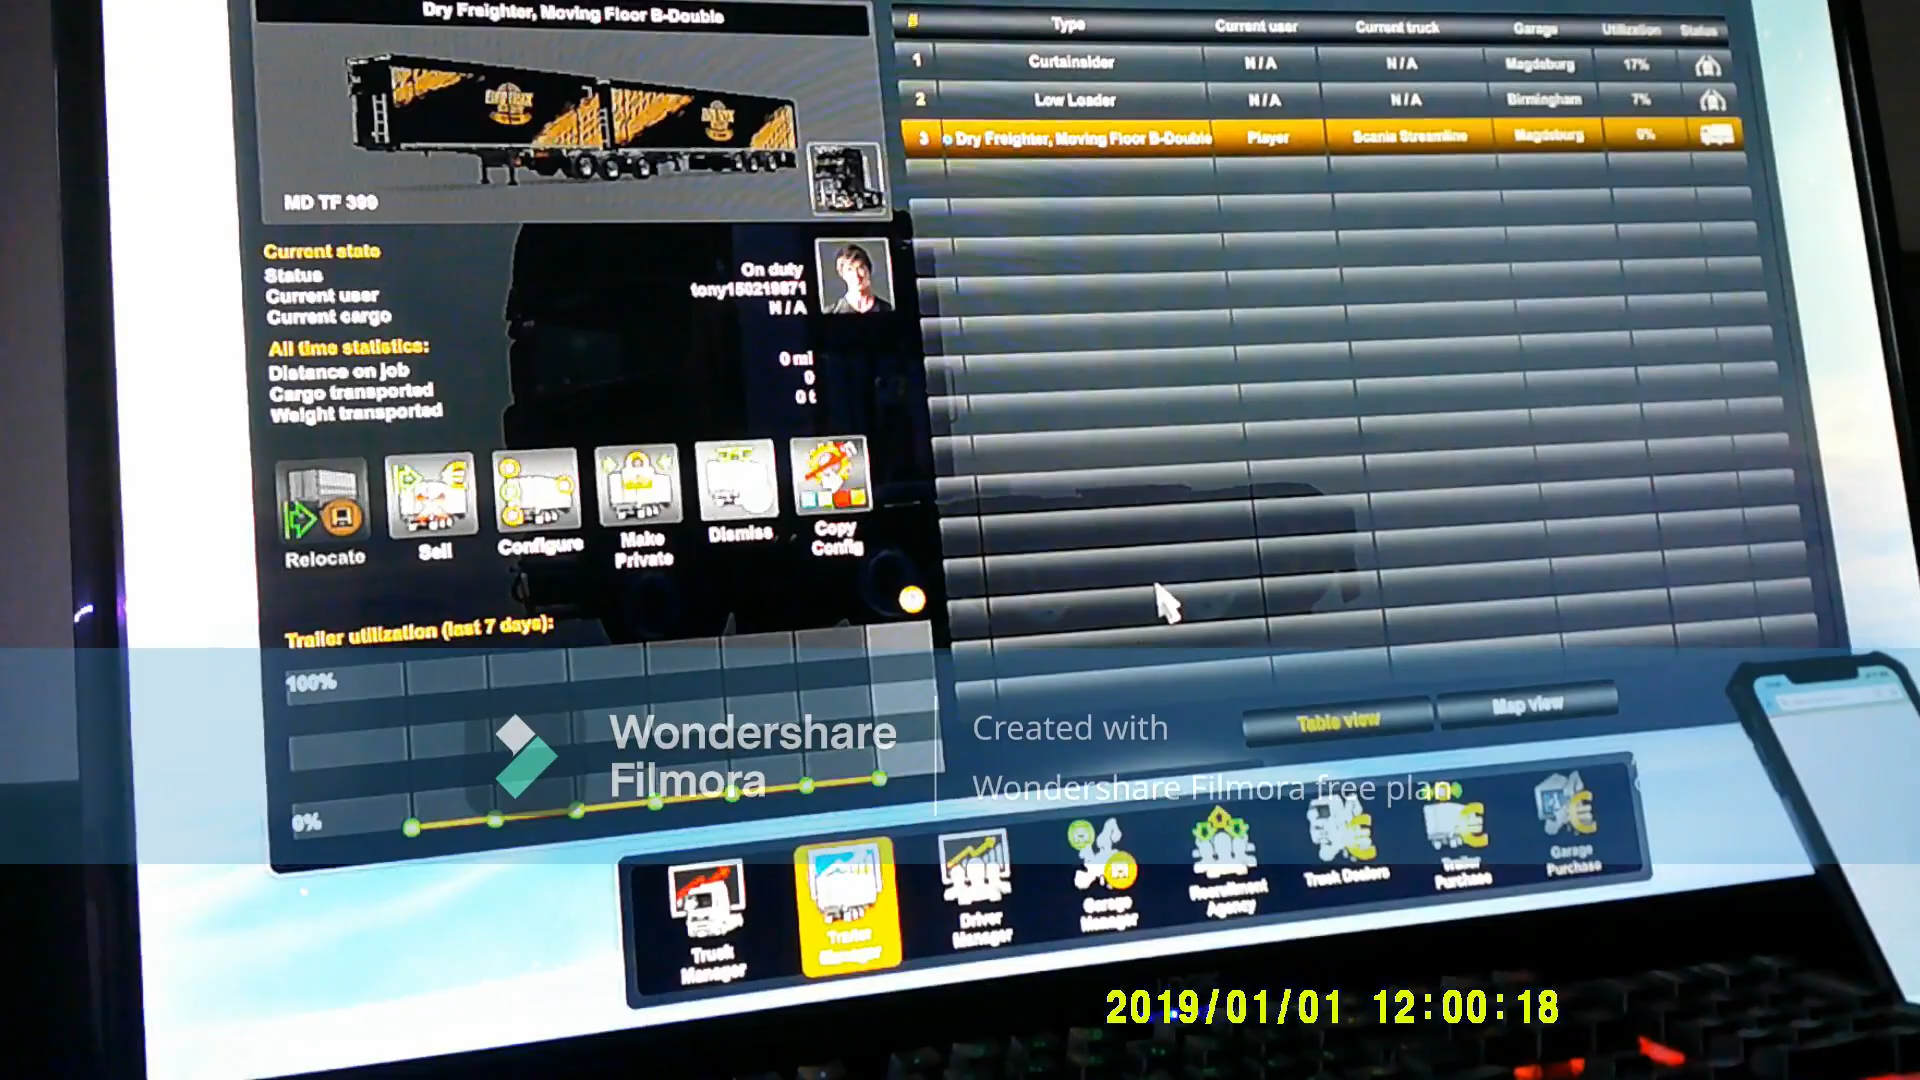 Dry Freighter, Moving Floor B-Double
MD TF 399
Current state
Status On duty
Current user tony150219871
Current cargo N/A
All time statistics:
Distance on job 0 mi
Cargo transported 0
Weight transported 0 t
Relocate
Sell
Configure
Make Private
Dismiss
Copy Config
Trailer utilization (last 7 days):
100%
0%
# Type Current user Current truck Garage Utilization Status
1 Curtainsider N/A N/A Magdeburg 17%
2 Low Loader N/A N/A Birmingham 7%
3 Dry Freighter, Moving Floor B-Double Player Scania Streamline Magdeburg 0%
Table view
Map view
Wondershare
Filmora
Created with
Wondershare Filmora free plan
Truck Manager
Trailer Manager
Driver Manager
Garage Manager
Recruitment Agency
Truck Dealers
Trailer Purchase
Garage Purchase
2019/01/01 12:00:18